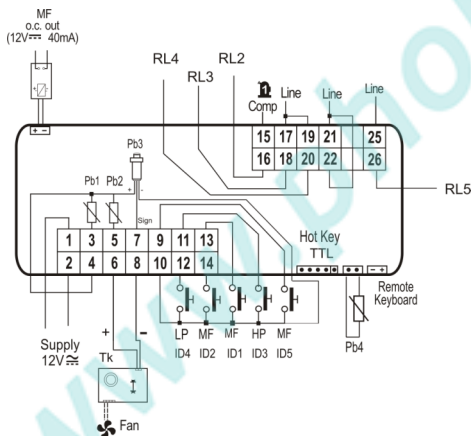 MF
o.c. out
(12V⎓ 40mA)
RL4
RL3
RL2
1
Comp
Line
Line
Line
15 17 19 21 25
16 18 20 22 26
RL5
+ -
Pb3
Pb1 Pb2
+ -
Sign
1 3 5 7 9 11 13
2 4 6 8 10 12 14
Hot Key
TTL
- +
Remote
Keyboard
Pb4
LP MF MF HP MF
ID4 ID2 ID1 ID3 ID5
Supply
12V
+ -
Tk
Fan
www.pho